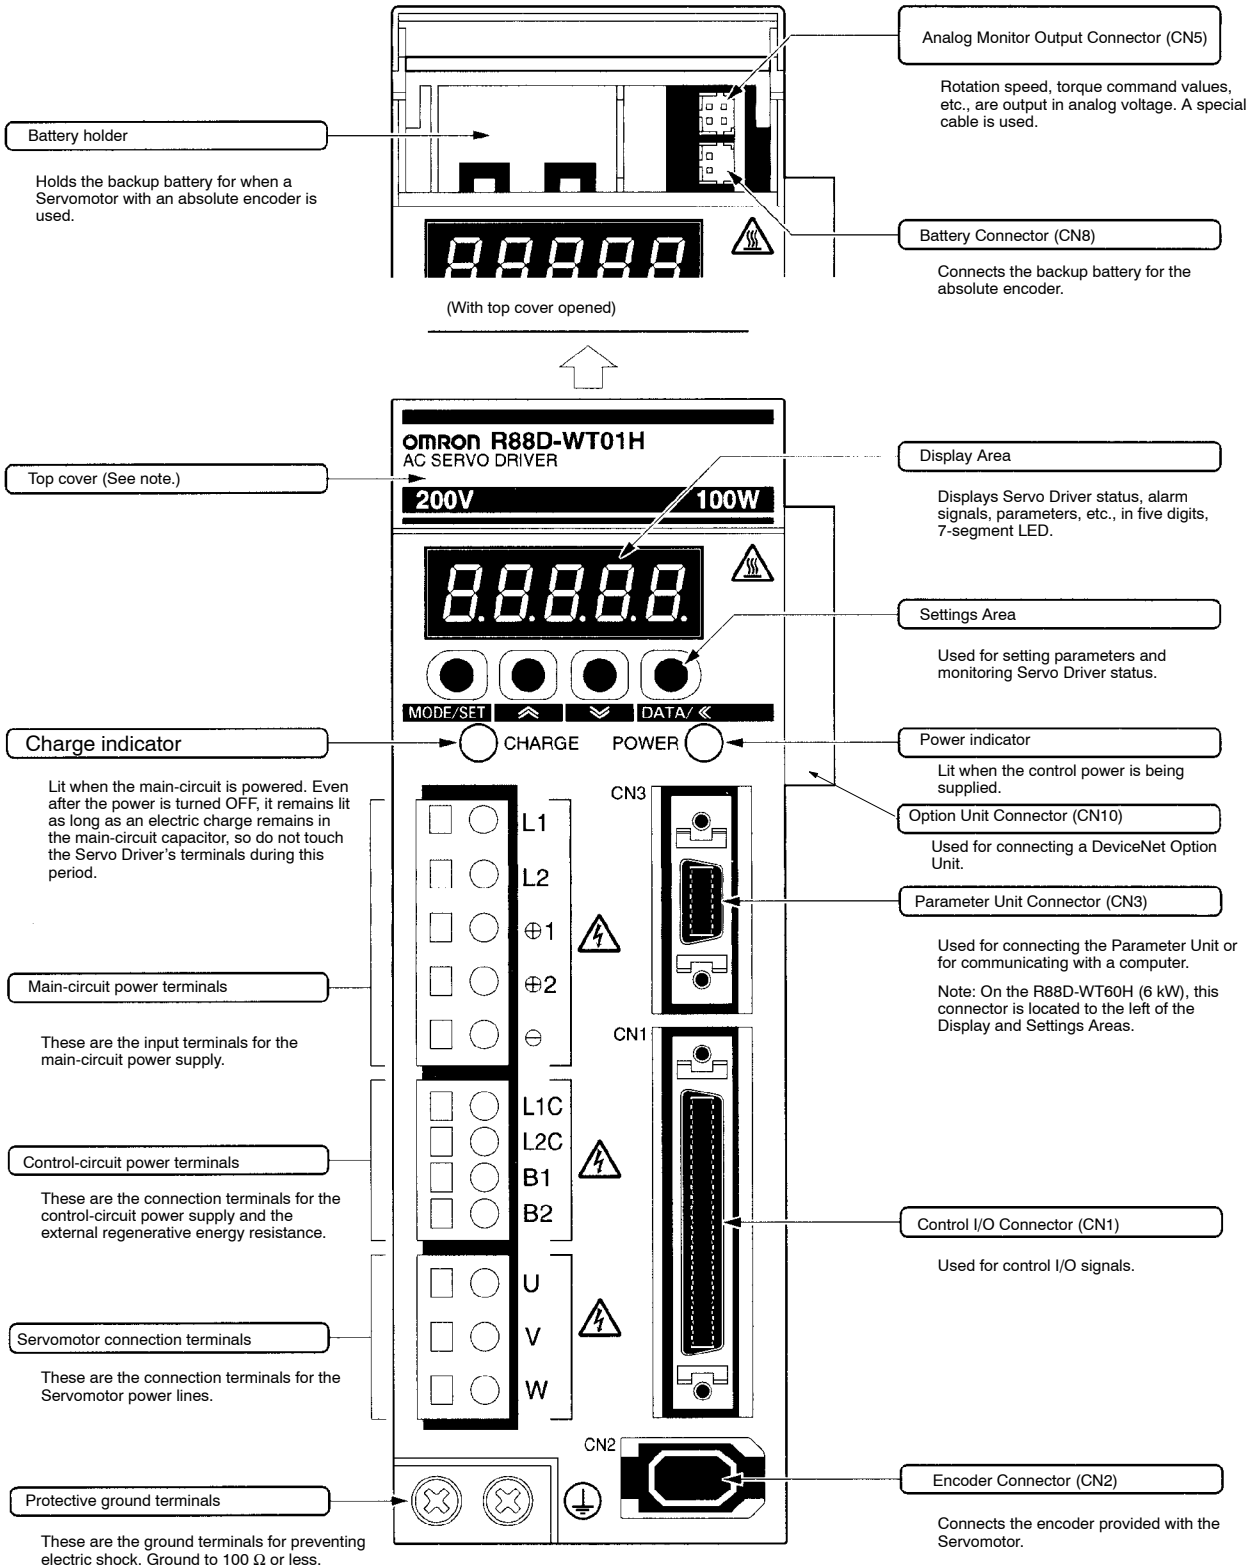 Analog Monitor Output Connector (CN5)
Rotation speed, torque command values,
etc., are output in analog voltage. A special
cable is used.
Battery holder
Holds the backup battery for when a
Servomotor with an absolute encoder is
used.
Battery Connector (CN8)
Connects the backup battery for the
absolute encoder.
8.8.8.8.8.
(With top cover opened)
OMRON R88D-WT01H
AC SERVO DRIVER
200V 100W
Top cover (See note.)
Display Area
Displays Servo Driver status, alarm
signals, parameters, etc., in five digits,
7-segment LED.
8.8.8.8.8.
Settings Area
Used for setting parameters and
monitoring Servo Driver status.
MODE/SET DATA/
Charge indicator
Lit when the main-circuit is powered. Even
after the power is turned OFF, it remains lit
as long as an electric charge remains in
the main-circuit capacitor, so do not touch
the Servo Driver's terminals during this
period.
CHARGE POWER
Power indicator
Lit when the control power is being
supplied.
Option Unit Connector (CN10)
Used for connecting a DeviceNet Option
Unit.
CN3
L1
L2
⊕1
⊕2
⊖
Parameter Unit Connector (CN3)
Used for connecting the Parameter Unit or
for communicating with a computer.
Note: On the R88D-WT60H (6 kW), this
connector is located to the left of the
Display and Settings Areas.
Main-circuit power terminals
These are the input terminals for the
main-circuit power supply.
CN1
L1C
L2C
B1
B2
Control-circuit power terminals
These are the connection terminals for the
control-circuit power supply and the
external regenerative energy resistance.
Control I/O Connector (CN1)
Used for control I/O signals.
U
V
W
Servomotor connection terminals
These are the connection terminals for the
Servomotor power lines.
CN2
Encoder Connector (CN2)
Connects the encoder provided with the
Servomotor.
Protective ground terminals
These are the ground terminals for preventing
electric shock. Ground to 100 Ω or less.